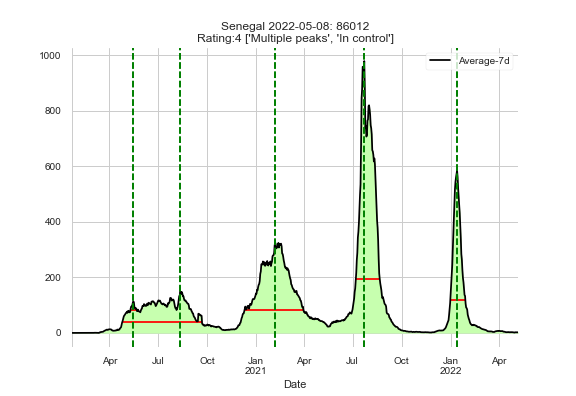 Senegal 2022-05-08: 86012
Rating:4 ['Multiple peaks', 'In control']
Average-7d
1000
800
600
400
200
0
Apr Jul Oct Jan Apr Jul Oct Jan Apr
2021 2022
Date